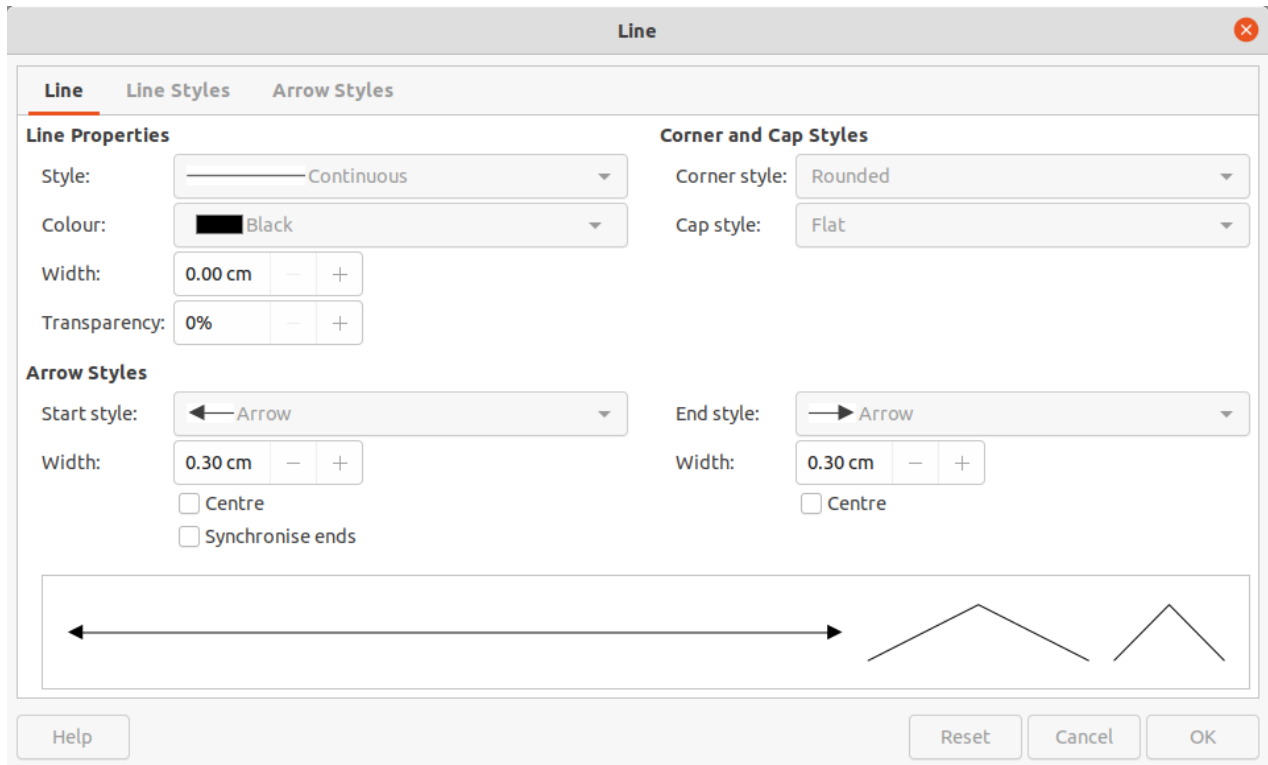 Line
Line Line Styles Arrow Styles
Line Properties
Style: Continuous
Colour: Black
Width: 0.00 cm − +
Transparency: 0% − +
Corner and Cap Styles
Corner style: Rounded
Cap style: Flat
Arrow Styles
Start style: Arrow
Width: 0.30 cm − +
Centre
Synchronise ends
End style: Arrow
Width: 0.30 cm − +
Centre
Help Reset Cancel OK